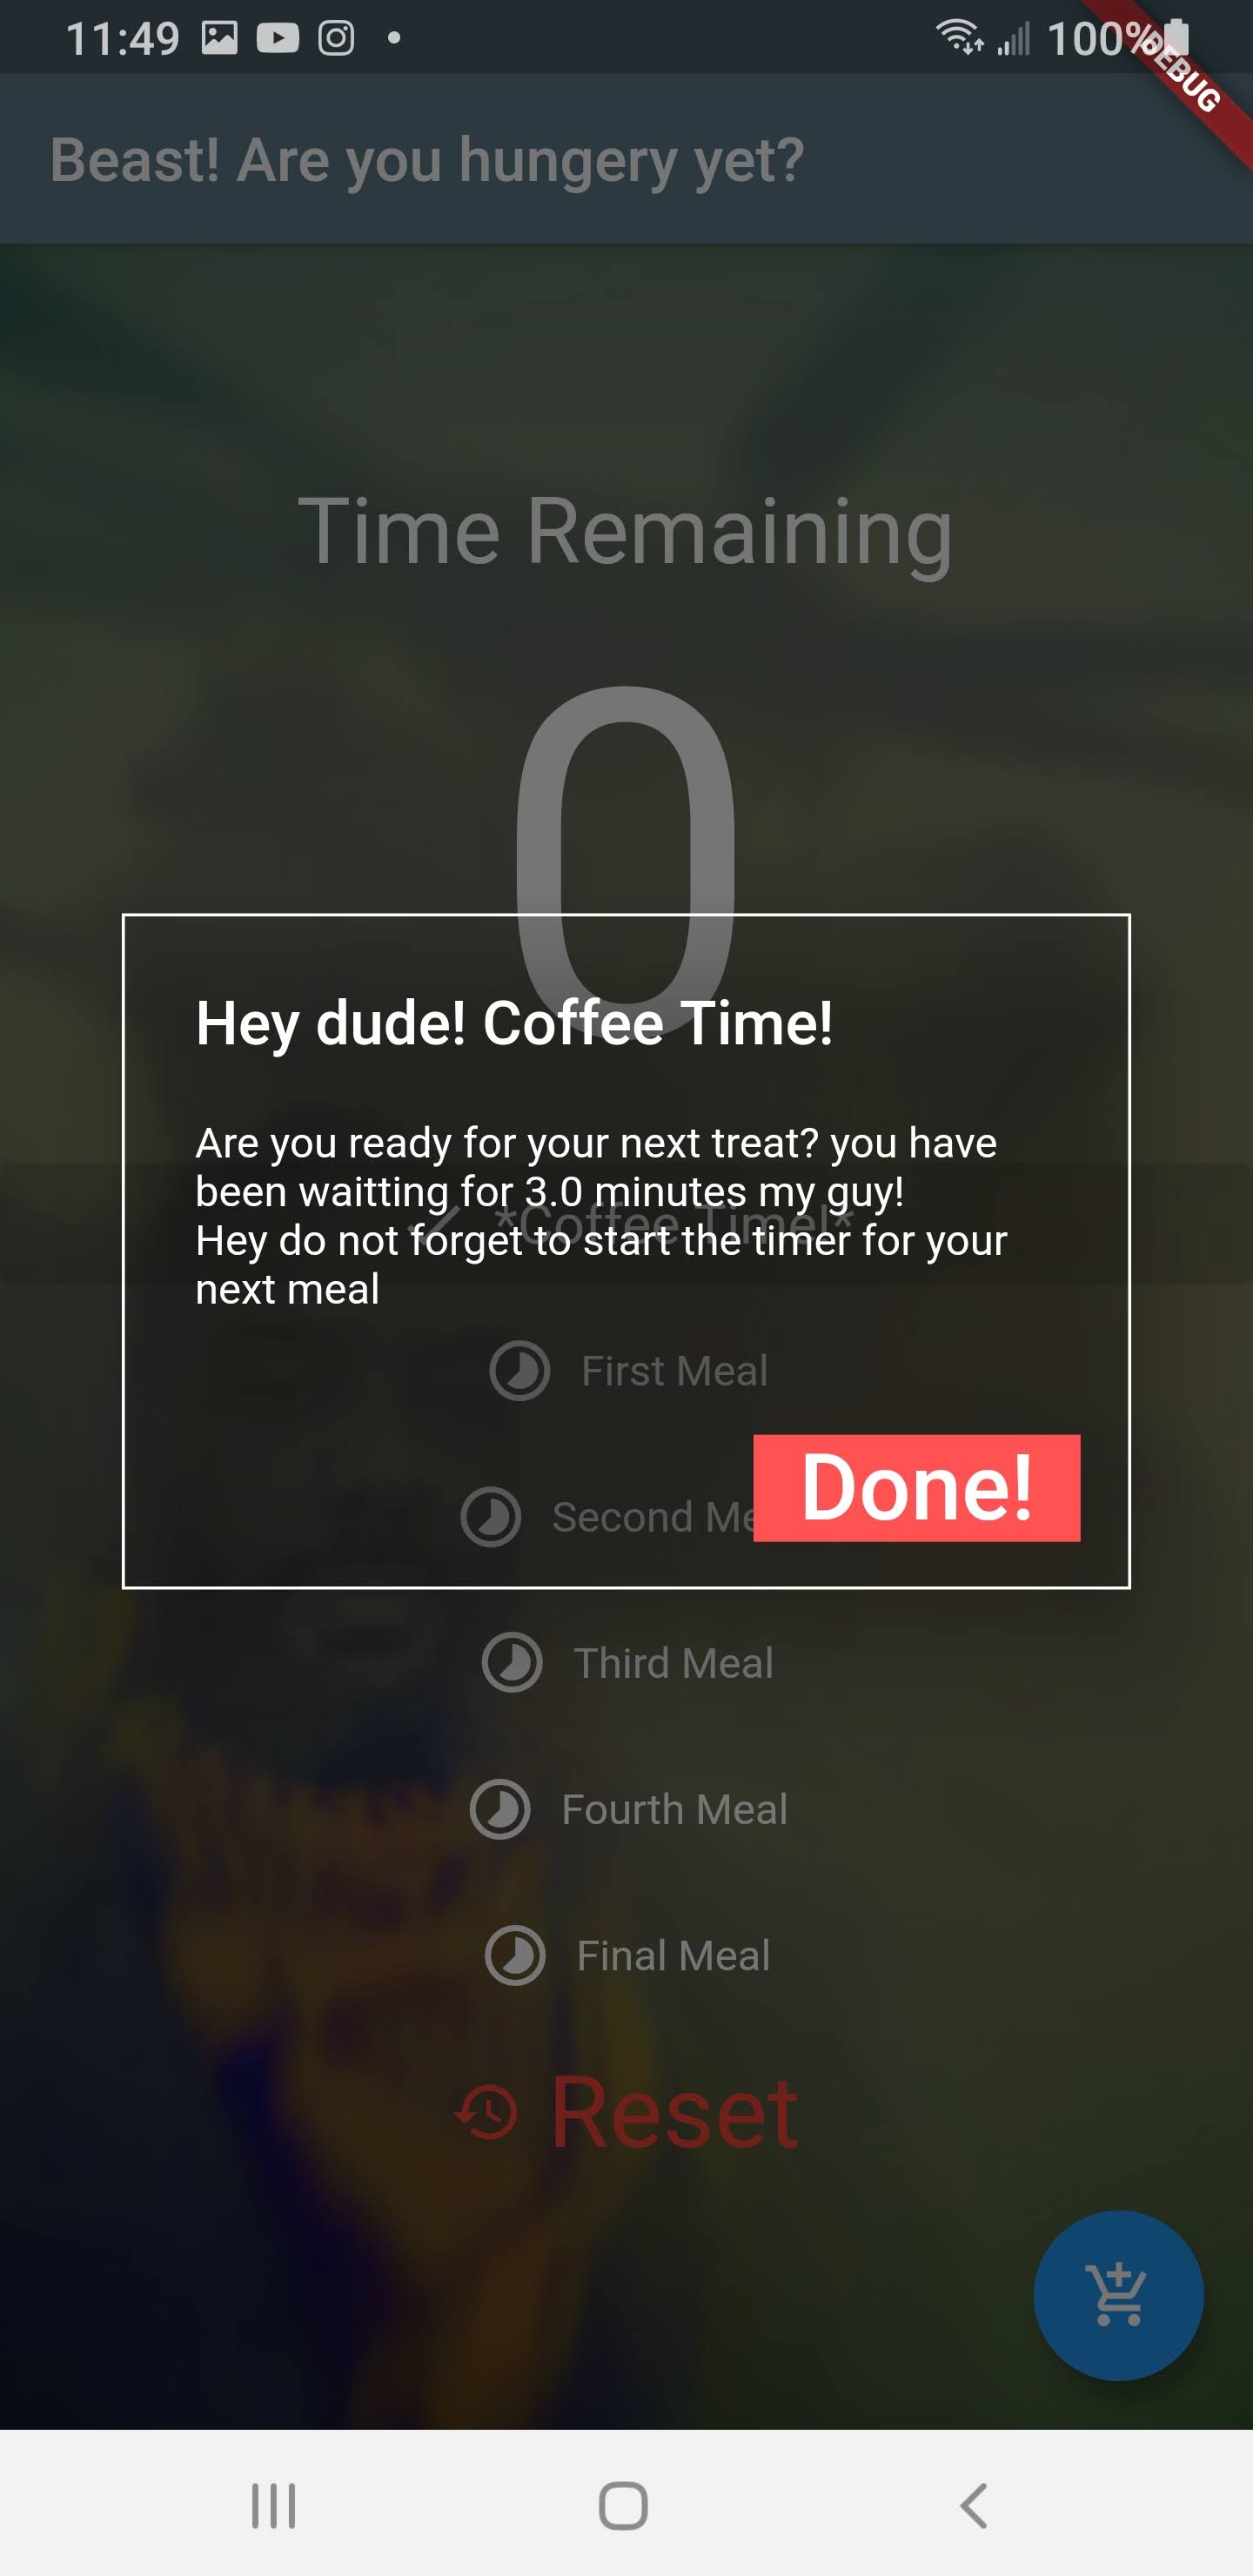 11:49 100%
DEBUG
Beast! Are you hungery yet?
Time Remaining
0
Hey dude! Coffee Time!
Are you ready for your next treat? you have
been waitting for 3.0 minutes my guy!
*Coffee Time!*
Hey do not forget to start the timer for your
next meal
First Meal
Done!
Second Me
Third Meal
Fourth Meal
Final Meal
Reset